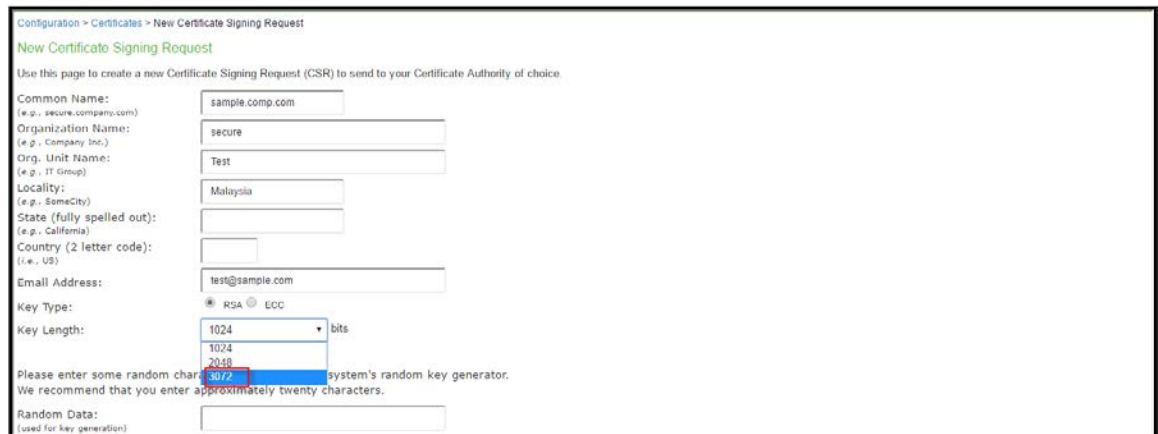 Configuration > Certificates > New Certificate Signing Request
New Certificate Signing Request
Use this page to create a new Certificate Signing Request (CSR) to send to your Certificate Authority of choice.
Common Name: sample.comp.com
(e.g., secure.company.com)
Organization Name: secure
(e.g., Company Inc.)
Org. Unit Name: Test
(e.g., IT Group)
Locality: Malaysia
(e.g., SomeCity)
State (fully spelled out):
(e.g., California)
Country (2 letter code):
(i.e., US)
Email Address: test@sample.com
Key Type: RSA ECC
Key Length: 1024 bits
1024
2048
3072
Please enter some random system's random key generator.
We recommend that you enter approximately twenty characters.
Random Data:
(used for key generation)